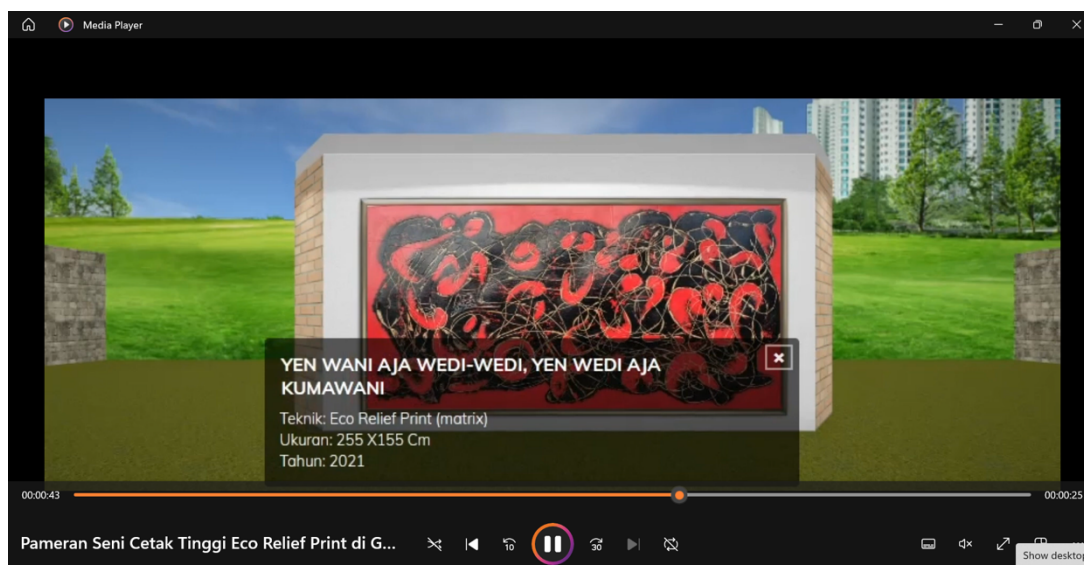 Media Player
YEN WANI AJA WEDI-WEDI, YEN WEDI AJA
KUMAWANI
Teknik: Eco Relief Print (matrix)
Ukuran: 255 X155 Cm
Tahun: 2021
00:00:43
00:00:25
Pameran Seni Cetak Tinggi Eco Relief Print di G...
10
30
Show desktop